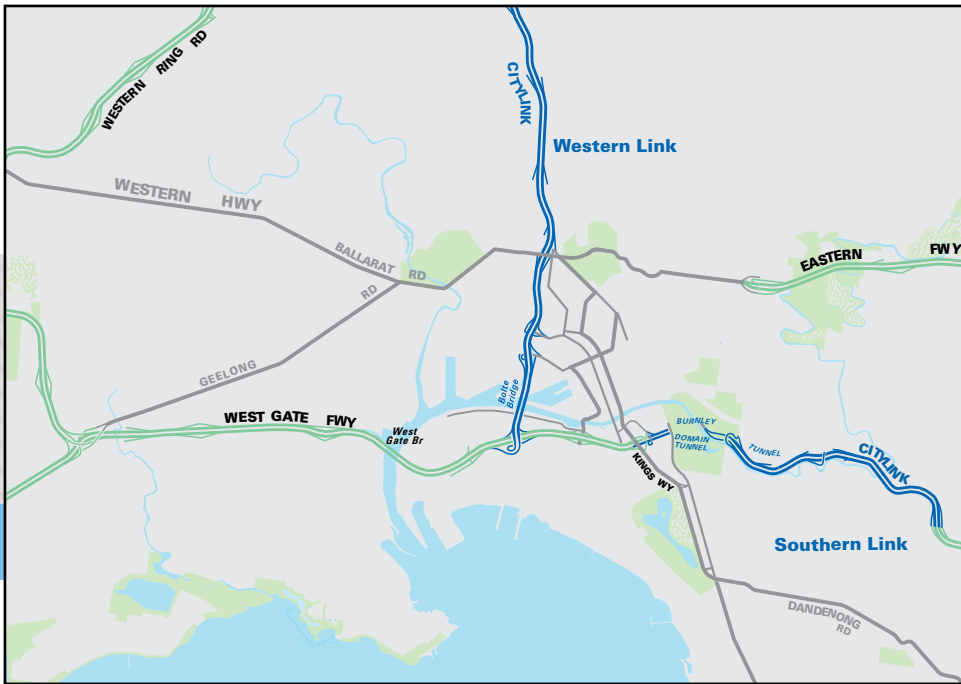 WESTERN RING RD
CITYLINK
Western Link
WESTERN HWY
BALLARAT RD
EASTERN FWY
RD
GEELONG
Bolte
Bridge
WEST GATE FWY
West
Gate Br
BURNLEY
DOMAIN
TUNNEL
TUNNEL
CITYLINK
KINGS WY
Southern Link
DANDENONG
RD